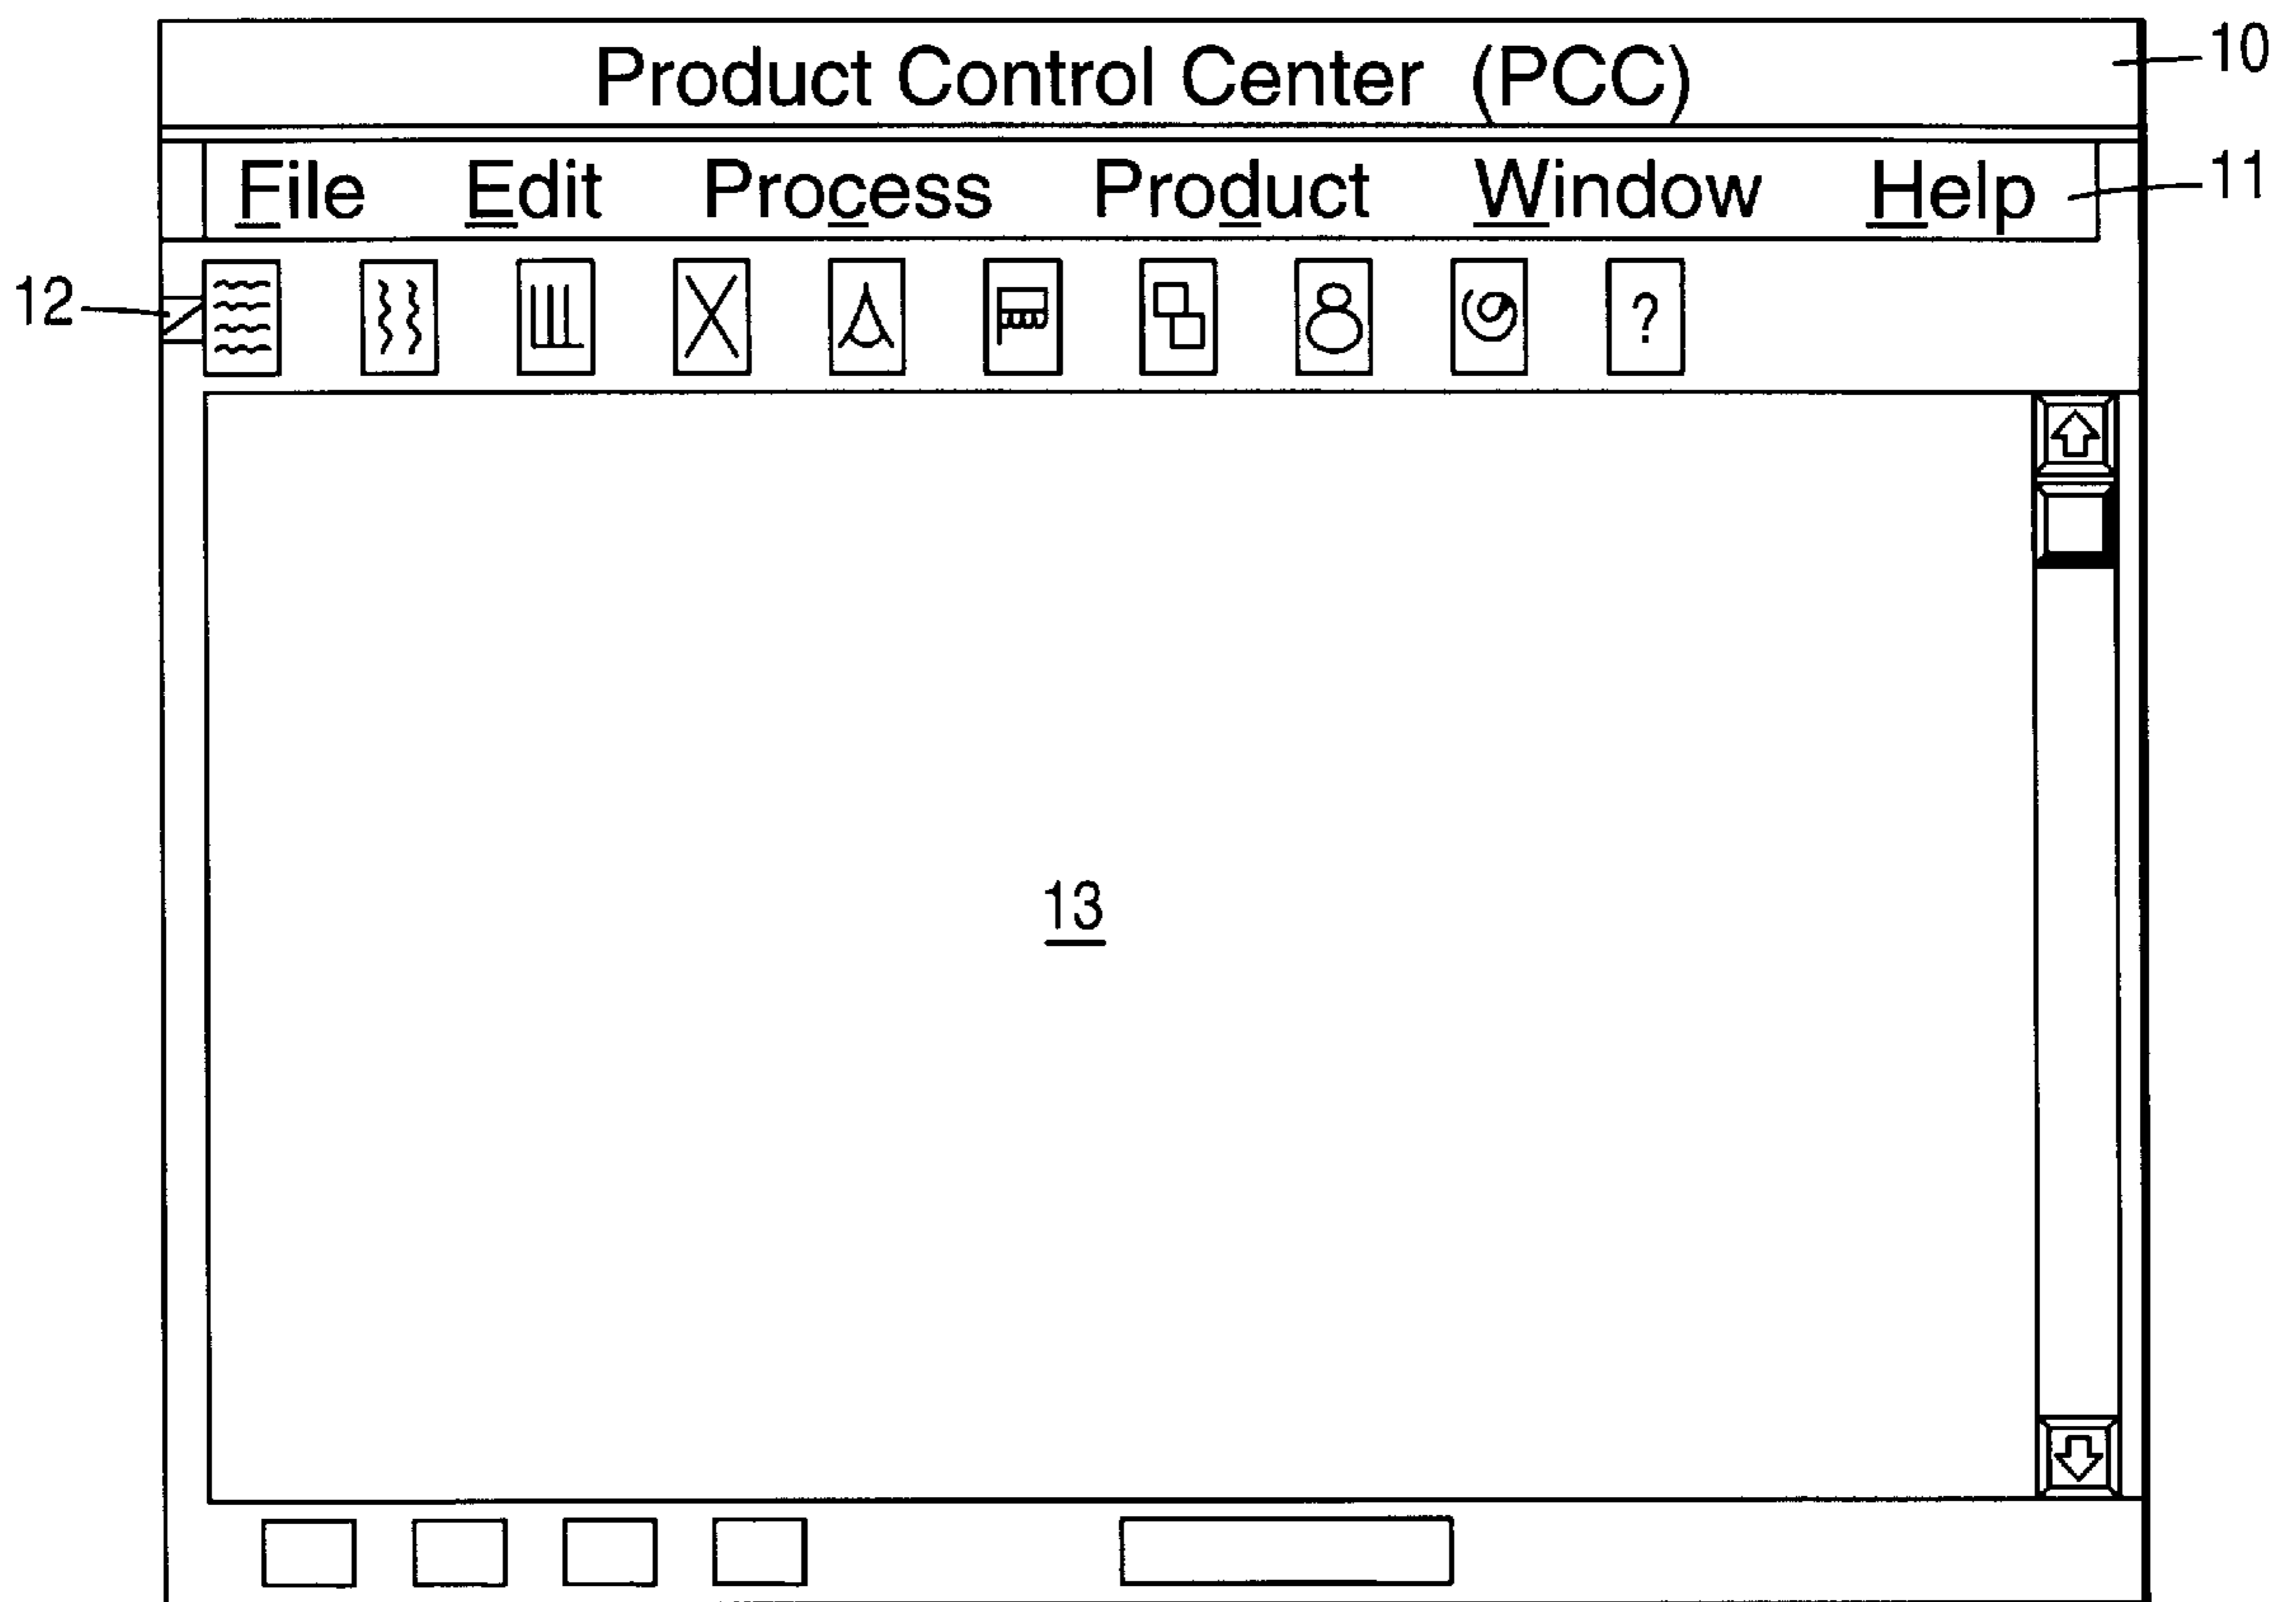 Product Control Center (PCC) 10
File Edit Process Product Window Help 11
12 ?
13